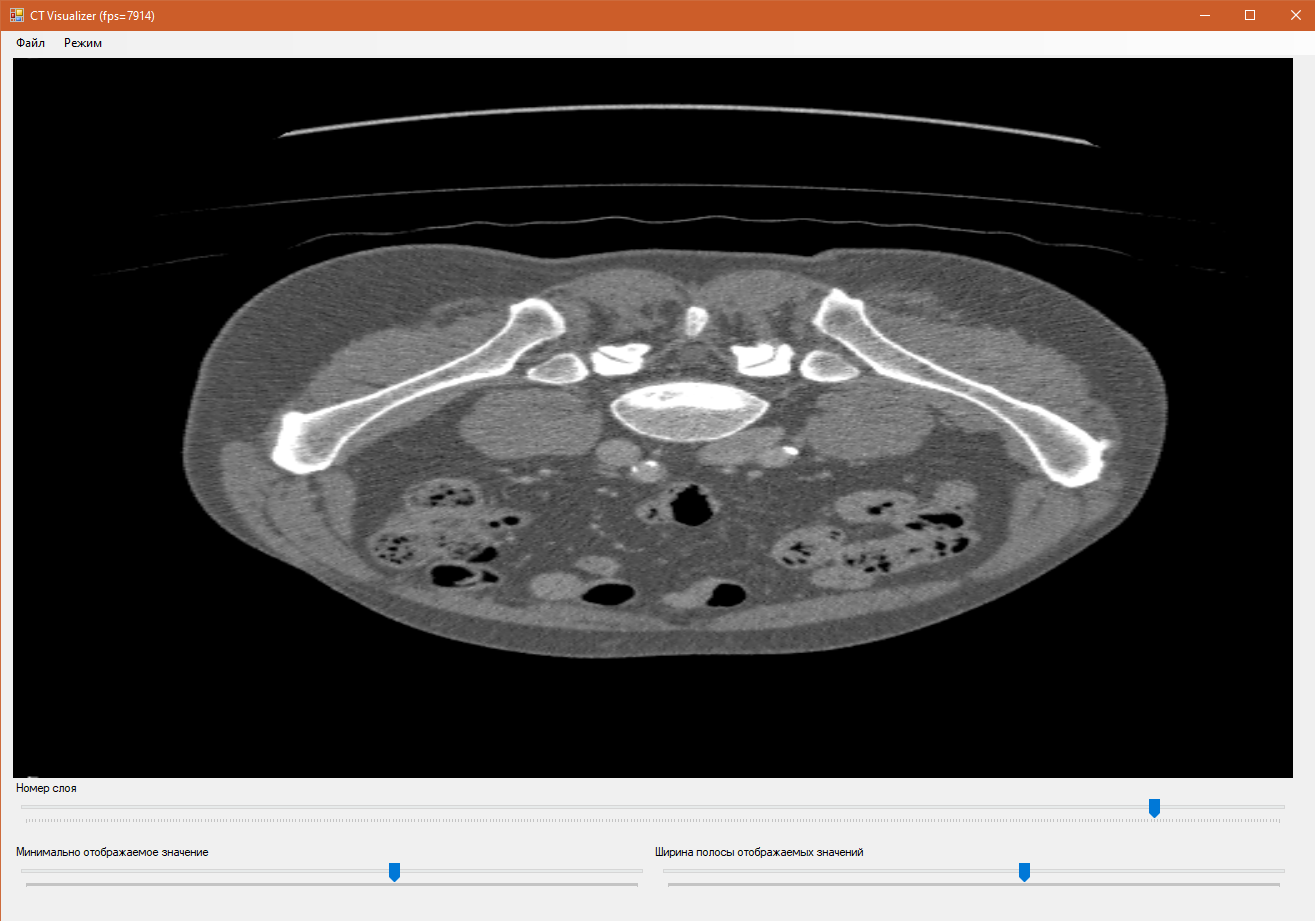 CT Visualizer (fps=7914)
Файл Режим
Номер слоя
Минимально отображаемое значение Ширина полосы отображаемых значений